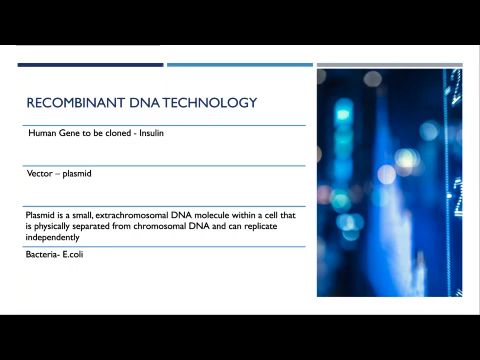 RECOMBINANT DNA TECHNOLOGY
Human Gene to be cloned - Insulin
Vector – plasmid
Plasmid is a small, extrachromosomal DNA molecule within a cell that
is physically separated from chromosomal DNA and can replicate
independently
Bacteria- E.coli